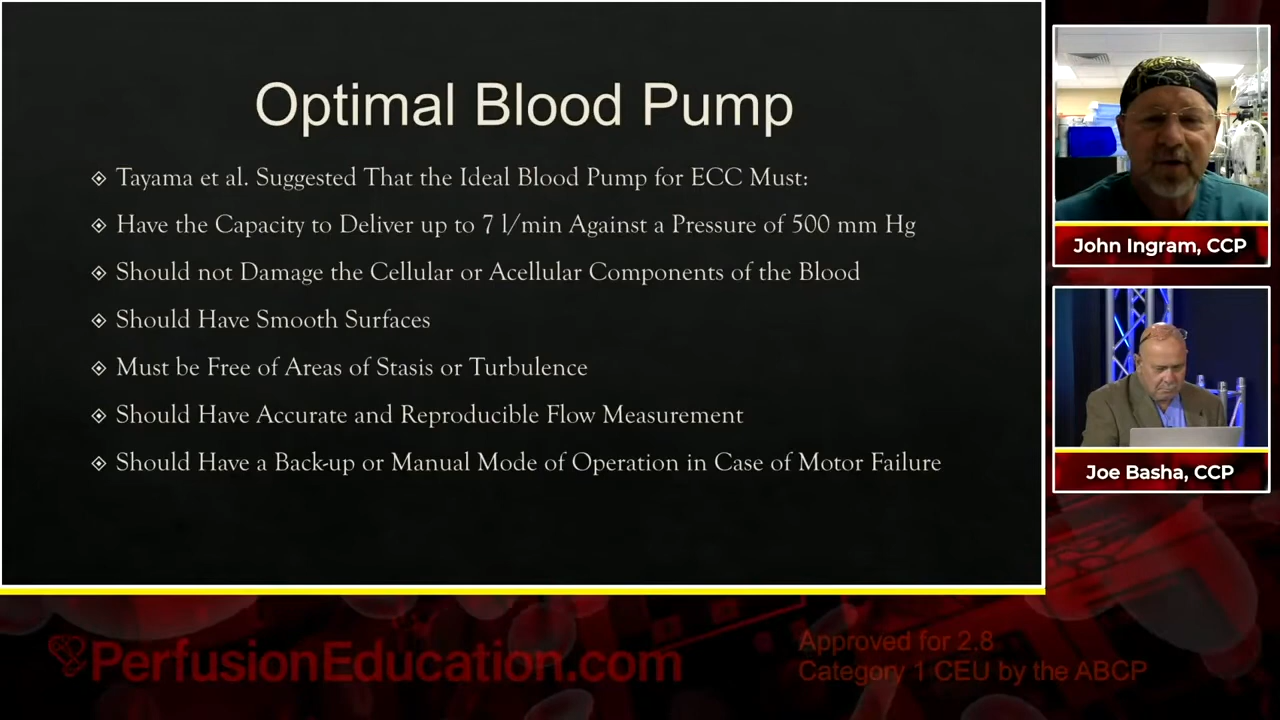 Optimal Blood Pump
Tayama et al. Suggested That the Ideal Blood Pump for ECC Must:
Have the Capacity to Deliver up to 7 l/min Against a Pressure of 500 mm Hg
Should not Damage the Cellular or Acellular Components of the Blood
Should Have Smooth Surfaces
Must be Free of Areas of Stasis or Turbulence
Should Have Accurate and Reproducible Flow Measurement
Should Have a Back-up or Manual Mode of Operation in Case of Motor Failure
John Ingram, CCP
Joe Basha, CCP
PerfusionEducation.com
Approved for 2.8
Category 1 CEU by the ABCP